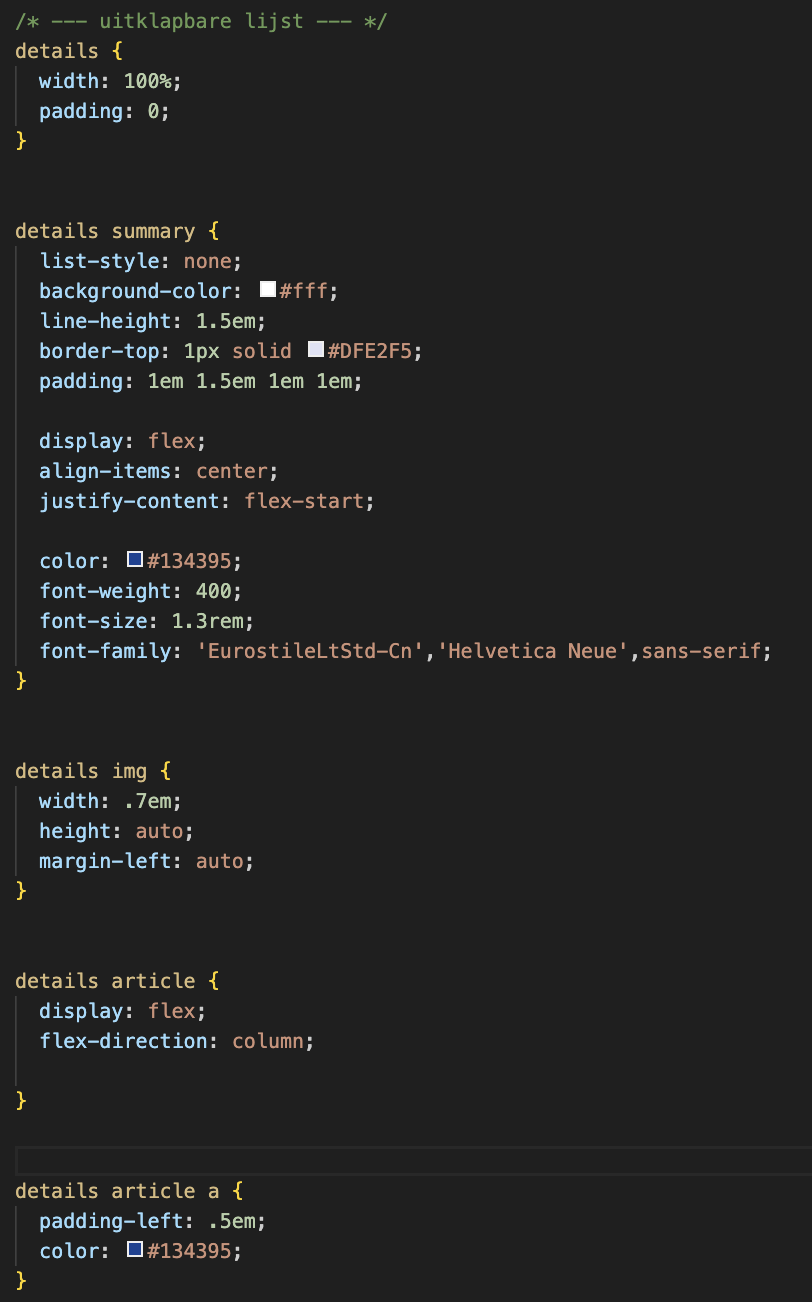 /* --- uitklapbare lijst --- */
details {
  width: 100%;
  padding: 0;
}
details summary {
  list-style: none;
  background-color: #fff;
  line-height: 1.5em;
  border-top: 1px solid #DFE2F5;
  padding: 1em 1.5em 1em 1em;
  display: flex;
  align-items: center;
  justify-content: flex-start;
  color: #134395;
  font-weight: 400;
  font-size: 1.3rem;
  font-family: 'EurostileLtStd-Cn','Helvetica Neue',sans-serif;
}
details img {
  width: .7em;
  height: auto;
  margin-left: auto;
}
details article {
  display: flex;
  flex-direction: column;
}
details article a {
  padding-left: .5em;
  color: #134395;
}